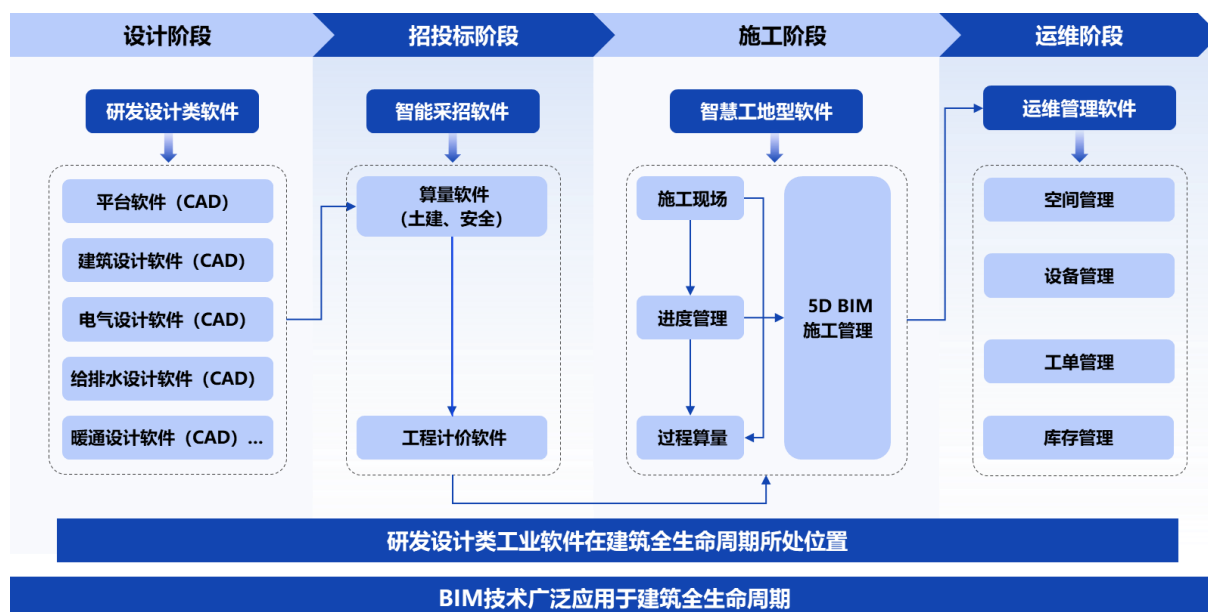 设计阶段
招投标阶段
施工阶段
运维阶段
研发设计类软件
智能采招软件
智慧工地型软件
运维管理软件
平台软件（CAD）
建筑设计软件（CAD）
电气设计软件（CAD）
给排水设计软件（CAD）
暖通设计软件（CAD）...
算量软件
（土建、安全）
工程计价软件
施工现场
进度管理
过程算量
5D BIM
施工管理
空间管理
设备管理
工单管理
库存管理
研发设计类工业软件在建筑全生命周期所处位置
BIM技术广泛应用于建筑全生命周期